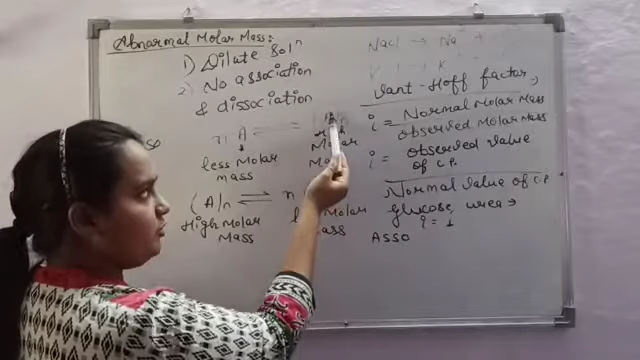 Abnormal Molar Mass:
1) Dilute solⁿ
2) No association
& dissociation
n A
less Molar
mass
Molar
(A)n ⇌ n
High Molar
Mass
Molar
NaCl → Na⁺ +
Vant-Hoff factor,
i = Normal Molar Mass
observed Molar Mass
i = observed value
of C.P.
Normal value of C.P.
glucose, urea →
i = 1
Asso